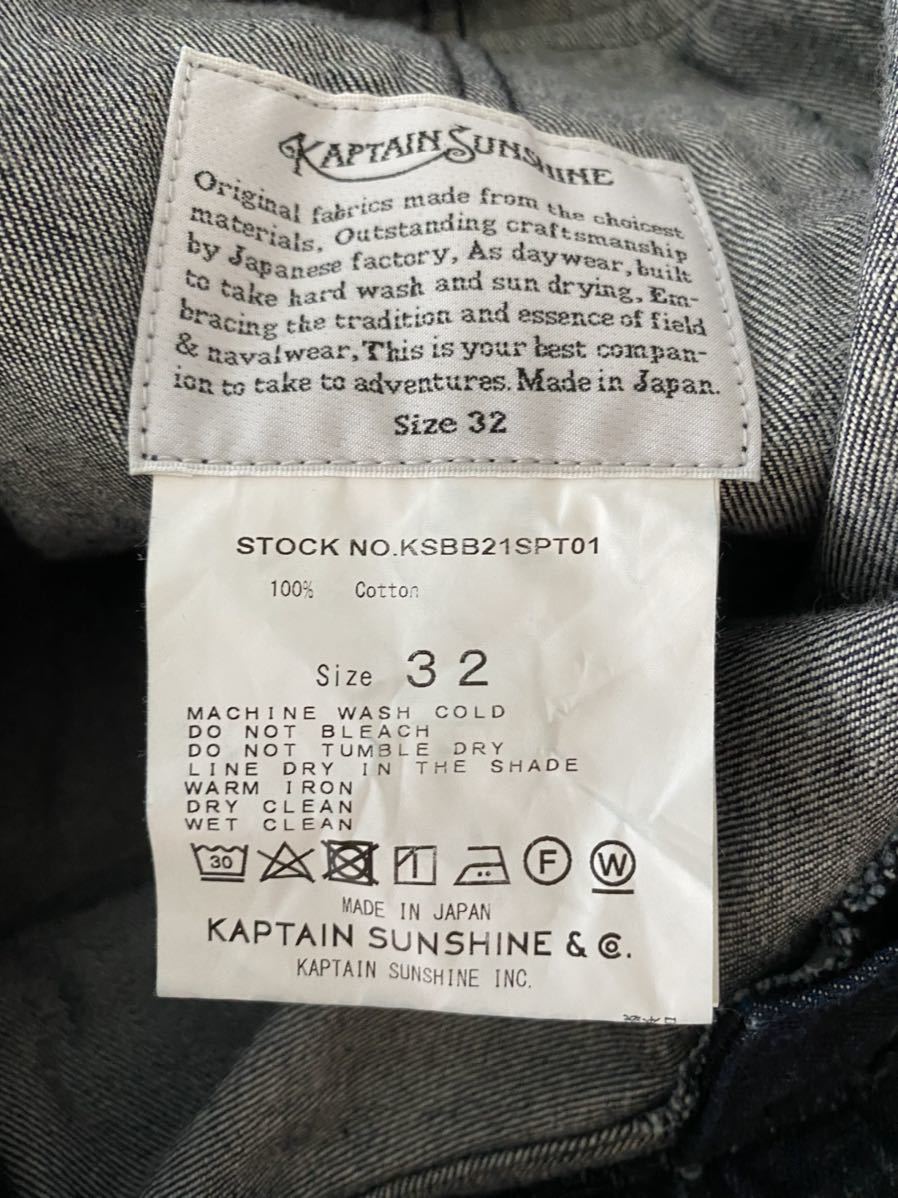 KAPTAIN SUNSHINE
Original fabrics made from the choicest
materials. Outstanding craftsmanship
by Japanese factory, As daywear, built
to take hard wash and sun drying, Em-
bracing the tradition and essence of field
& navalwear, This is your best compan-
ion to take to adventures. Made in Japan.
Size 32
STOCK NO.KSBB21SPT01
100% Cotton
Size 32
MACHINE WASH COLD
DO NOT BLEACH
DO NOT TUMBLE DRY
LINE DRY IN THE SHADE
WARM IRON
DRY CLEAN
WET CLEAN
30 F W
MADE IN JAPAN
KAPTAIN SUNSHINE & Co.
KAPTAIN SUNSHINE INC.